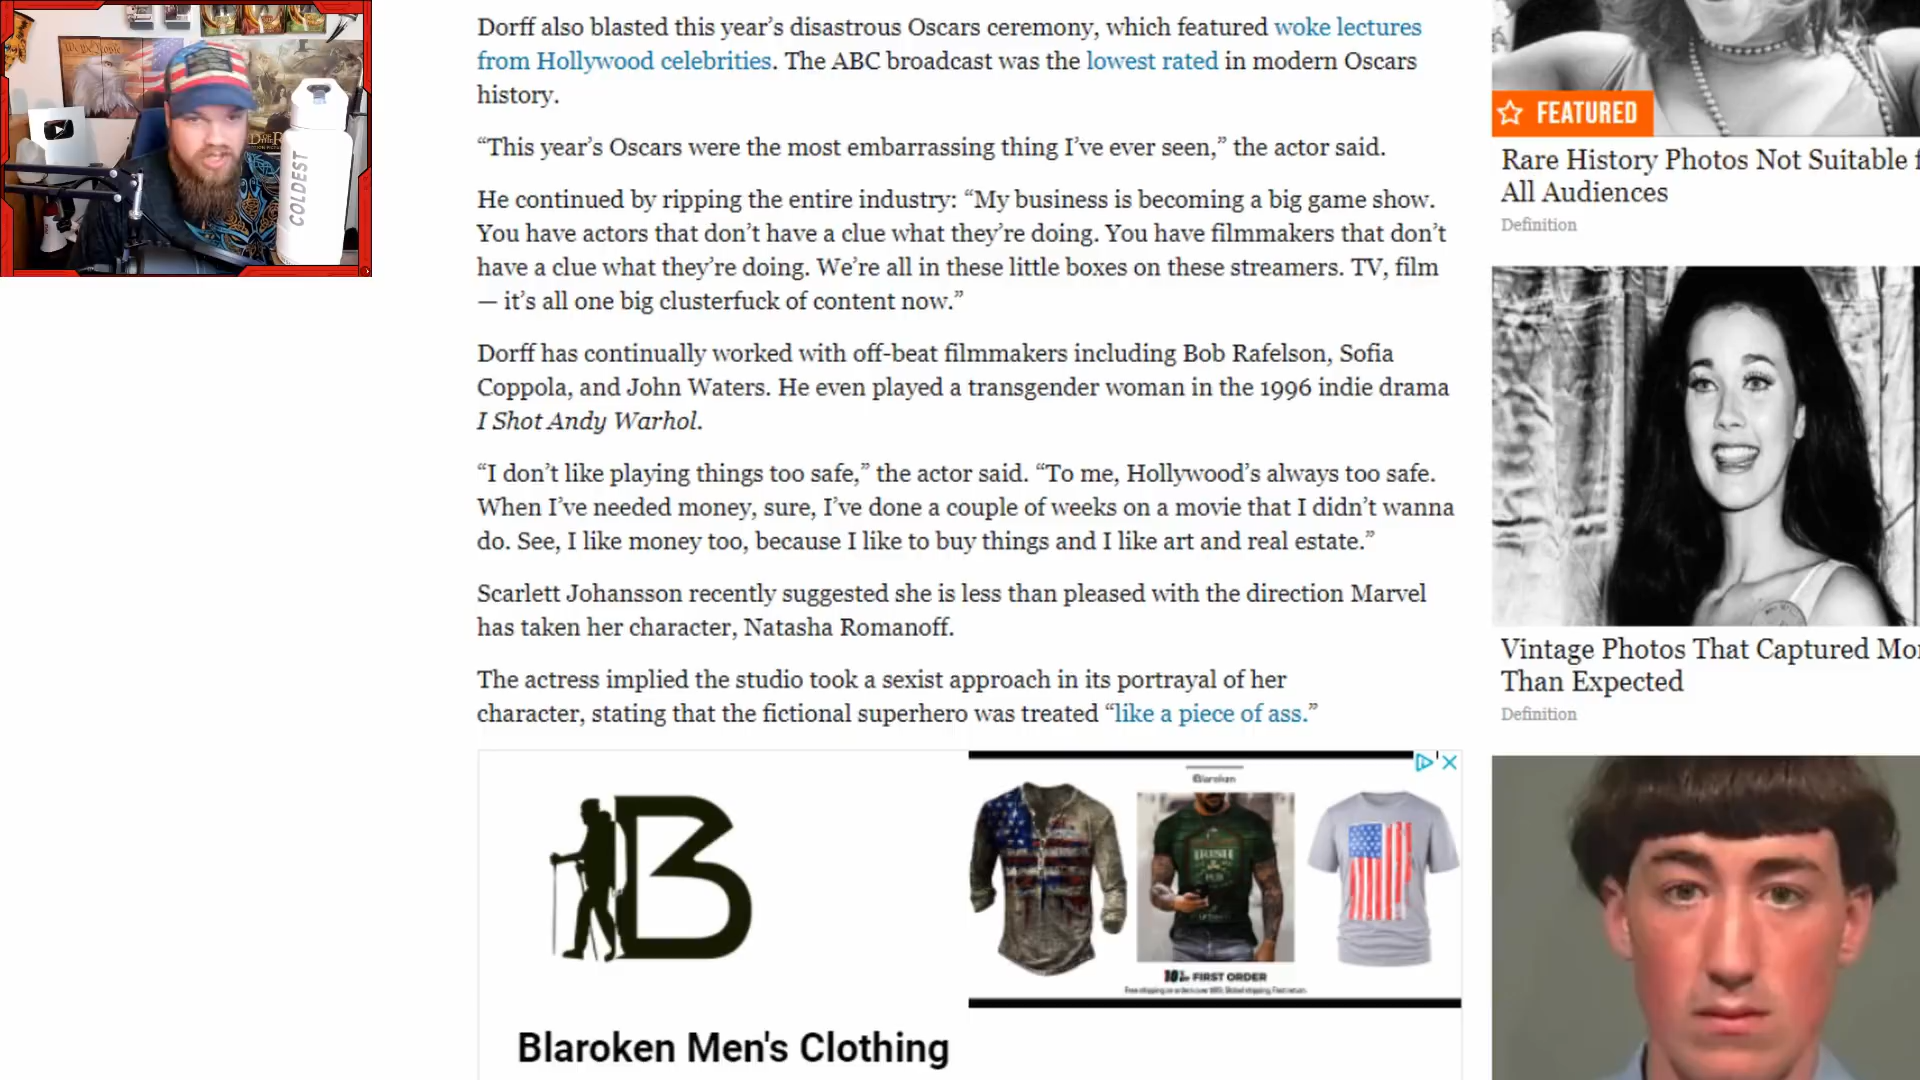 We the People
COLDEST
Dorff also blasted this year’s disastrous Oscars ceremony, which featured woke lectures
from Hollywood celebrities. The ABC broadcast was the lowest rated in modern Oscars
history.
“This year’s Oscars were the most embarrassing thing I’ve ever seen,” the actor said.
He continued by ripping the entire industry: “My business is becoming a big game show.
You have actors that don’t have a clue what they’re doing. You have filmmakers that don’t
have a clue what they’re doing. We’re all in these little boxes on these streamers. TV, film
— it’s all one big clusterfuck of content now.”
Dorff has continually worked with off-beat filmmakers including Bob Rafelson, Sofia
Coppola, and John Waters. He even played a transgender woman in the 1996 indie drama
I Shot Andy Warhol.
“I don’t like playing things too safe,” the actor said. “To me, Hollywood’s always too safe.
When I’ve needed money, sure, I’ve done a couple of weeks on a movie that I didn’t wanna
do. See, I like money too, because I like to buy things and I like art and real estate.”
Scarlett Johansson recently suggested she is less than pleased with the direction Marvel
has taken her character, Natasha Romanoff.
The actress implied the studio took a sexist approach in its portrayal of her
character, stating that the fictional superhero was treated “like a piece of ass.”
B
Blaroken
IRISH
PUB
FIRST ORDER
Blaroken Men's Clothing
FEATURED
Rare History Photos Not Suitable f
All Audiences
Definition
Vintage Photos That Captured Mo
Than Expected
Definition